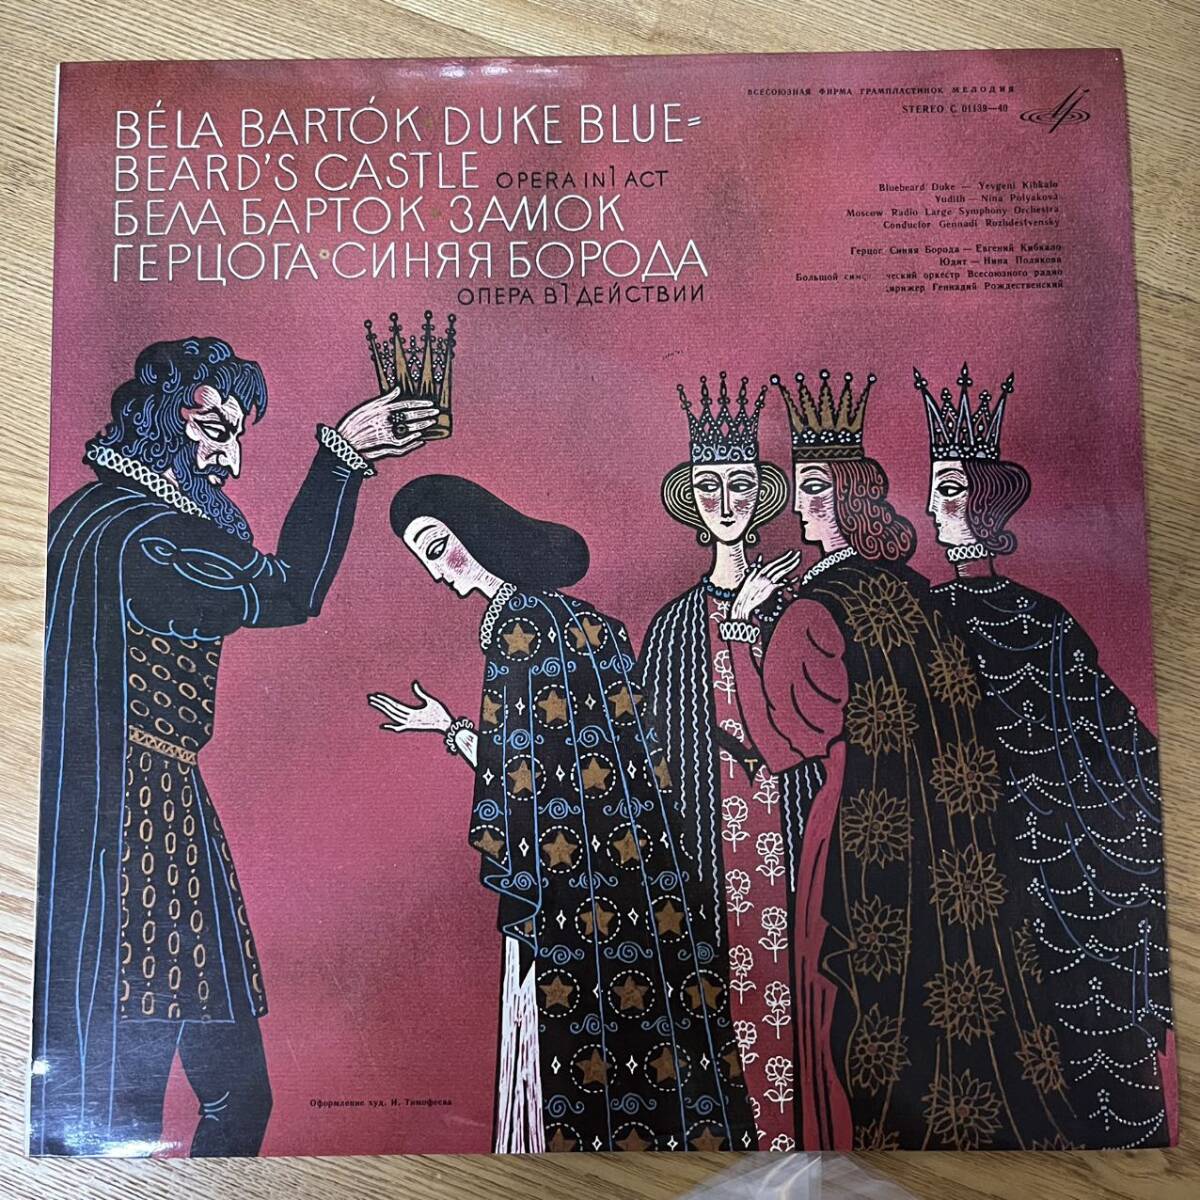 BÉLA BARTÓK · DUKE BLUE=
BEARD'S CASTLE OPERA IN 1 ACT
БЕЛА БАРТОК · ЗАМОК
ГЕРЦОГА · СИНЯЯ БОРОДА
ОПЕРА В 1 ДЕЙСТВИИ
ВСЕСОЮЗНАЯ ФИРМА ГРАМПЛАСТИНОК МЕЛОДИЯ
STEREO С 01139—40
Bluebeard Duke — Yevgeni Kibkalo
Yudith — Nina Polyakova
Moscow Radio Large Symphony Orchestra
Conductor Gennadi Rozhdestvensky
Герцог Синяя Борода — Евгений Кибкало
Юдит — Нина Полякова
Большой оркестр Всесоюзного радио
Геннадий Рождественский
Оформление худ. И. Тимофеева